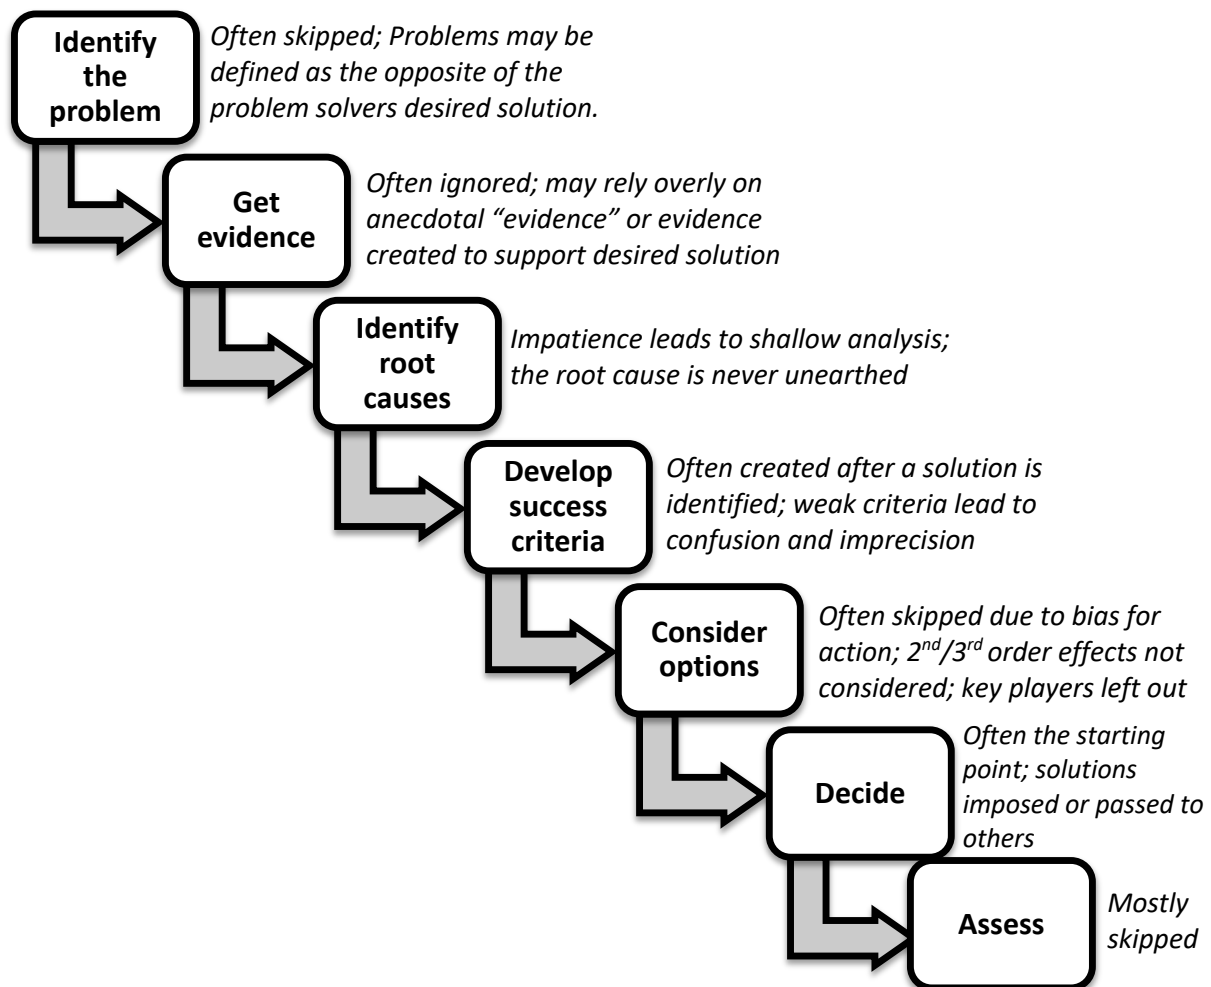 Identify
the
problem
Often skipped; Problems may be
defined as the opposite of the
problem solvers desired solution.
Get
evidence
Often ignored; may rely overly on
anecdotal “evidence” or evidence
created to support desired solution
Identify
root
causes
Impatience leads to shallow analysis;
the root cause is never unearthed
Develop
success
criteria
Often created after a solution is
identified; weak criteria lead to
confusion and imprecision
Consider
options
Often skipped due to bias for
action; 2nd/3rd order effects not
considered; key players left out
Decide
Often the starting
point; solutions
imposed or passed to
others
Assess
Mostly
skipped